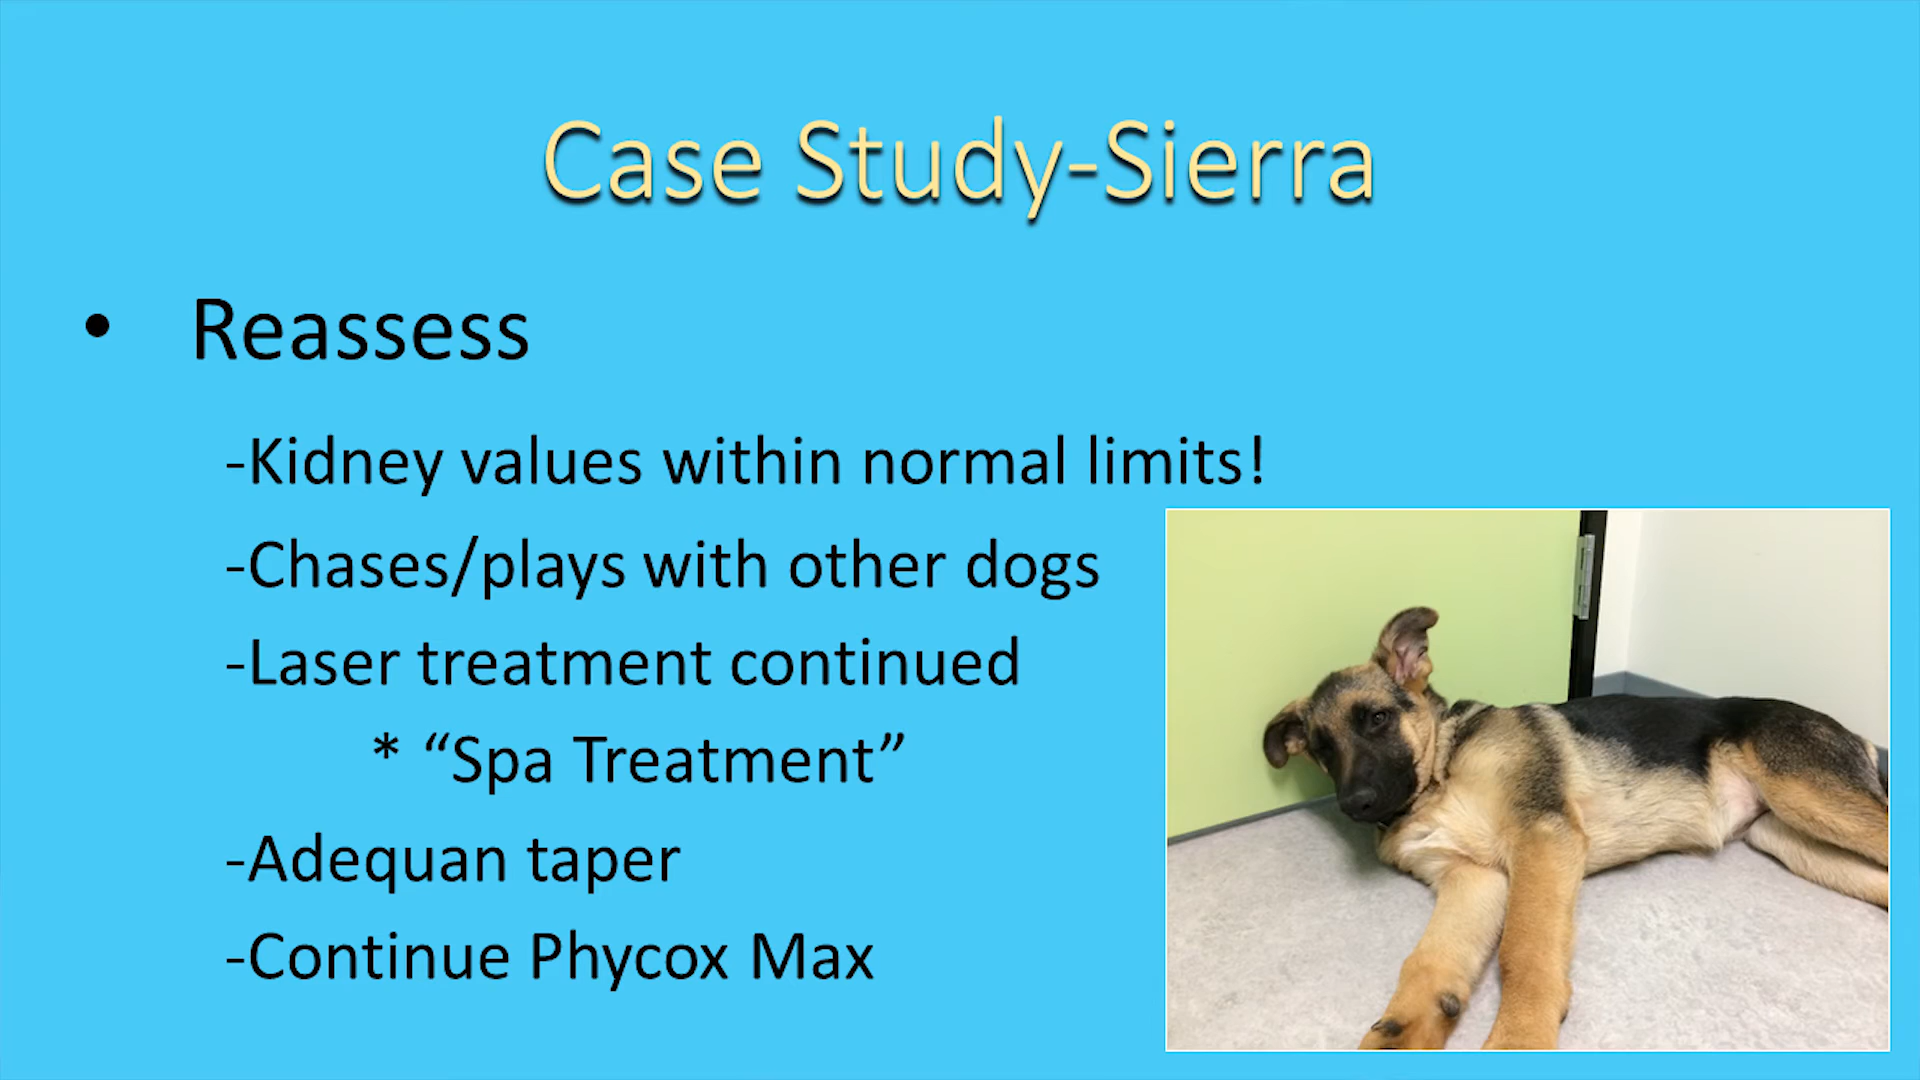 Case Study-Sierra
• Reassess
-Kidney values within normal limits!
-Chases/plays with other dogs
-Laser treatment continued
* “Spa Treatment”
-Adequan taper
-Continue Phycox Max